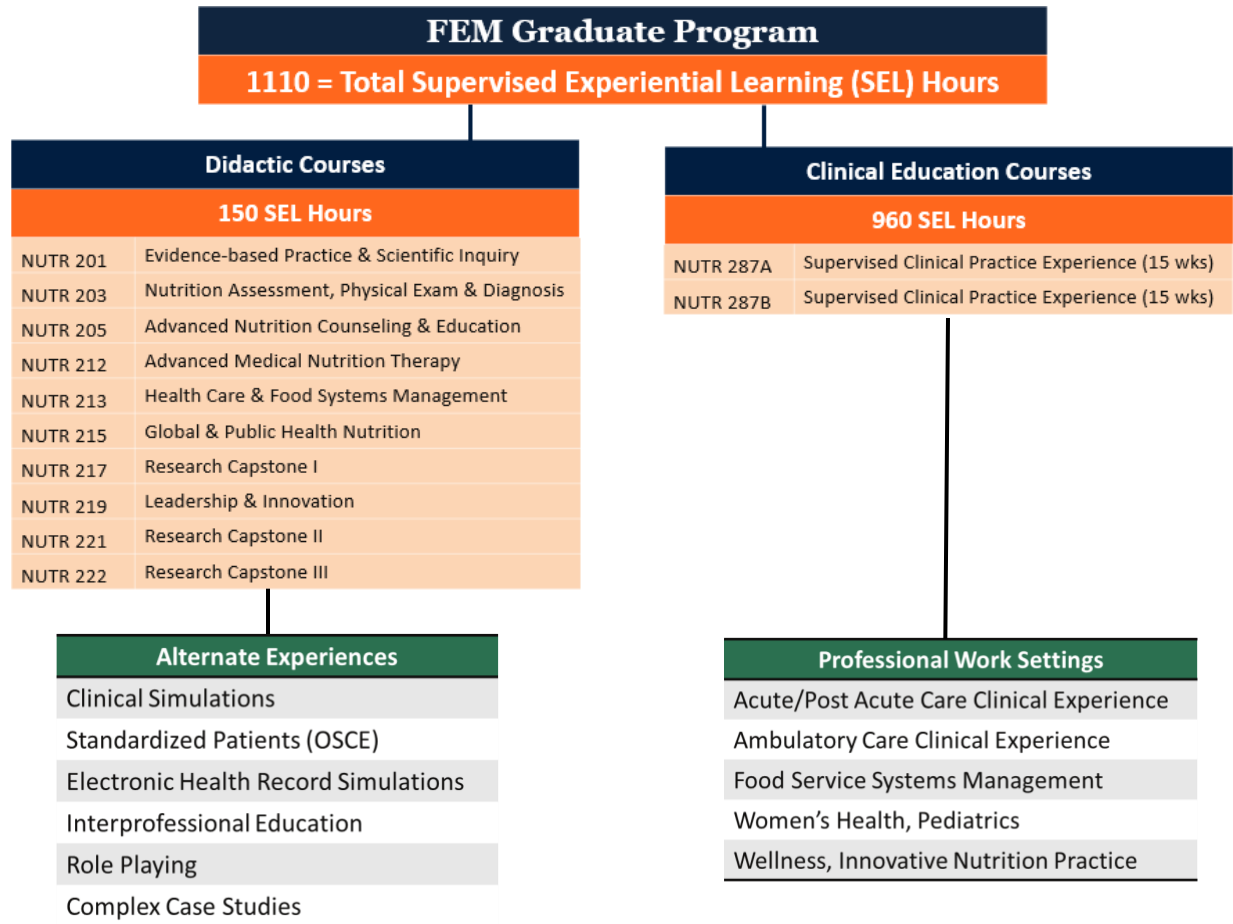 FEM Graduate Program
1110 = Total Supervised Experiential Learning (SEL) Hours
Didactic Courses
150 SEL Hours
NUTR 201 Evidence-based Practice & Scientific Inquiry
NUTR 203 Nutrition Assessment, Physical Exam & Diagnosis
NUTR 205 Advanced Nutrition Counseling & Education
NUTR 212 Advanced Medical Nutrition Therapy
NUTR 213 Health Care & Food Systems Management
NUTR 215 Global & Public Health Nutrition
NUTR 217 Research Capstone I
NUTR 219 Leadership & Innovation
NUTR 221 Research Capstone II
NUTR 222 Research Capstone III
Alternate Experiences
Clinical Simulations
Standardized Patients (OSCE)
Electronic Health Record Simulations
Interprofessional Education
Role Playing
Complex Case Studies
Clinical Education Courses
960 SEL Hours
NUTR 287A Supervised Clinical Practice Experience (15 wks)
NUTR 287B Supervised Clinical Practice Experience (15 wks)
Professional Work Settings
Acute/Post Acute Care Clinical Experience
Ambulatory Care Clinical Experience
Food Service Systems Management
Women’s Health, Pediatrics
Wellness, Innovative Nutrition Practice